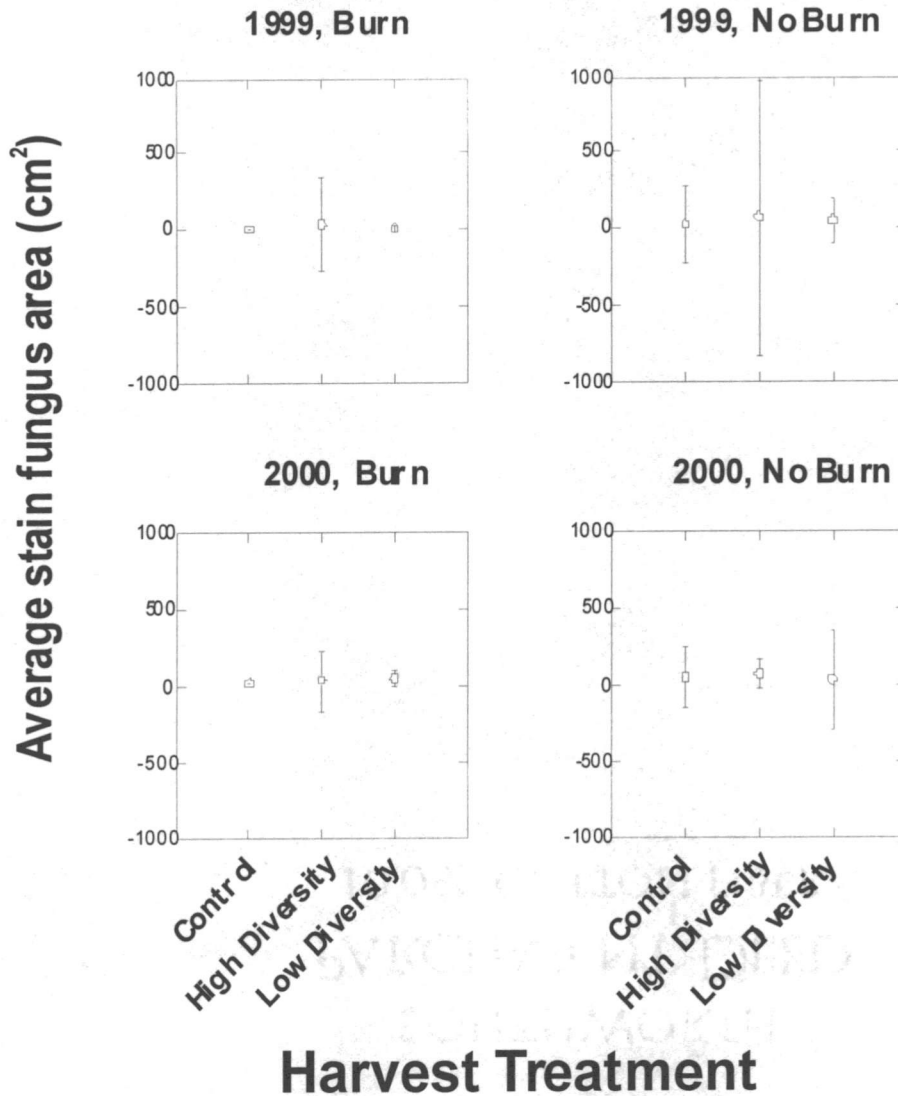 1999, Burn
1999, No Burn
Average stain fungus area (cm²)
1000
500
0
-500
-1000
1000
500
0
-500
-1000
2000, Burn
2000, No Burn
1000
500
0
-500
-1000
1000
500
0
-500
-1000
Control
High Diversity
Low Diversity
Control
High Diversity
Low Diversity
Harvest Treatment